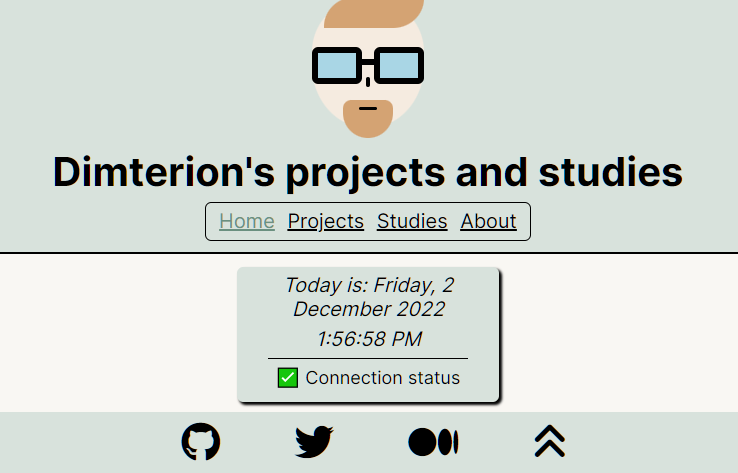 Dimterion's projects and studies
Home Projects Studies About
Today is: Friday, 2
December 2022
1:56:58 PM
Connection status